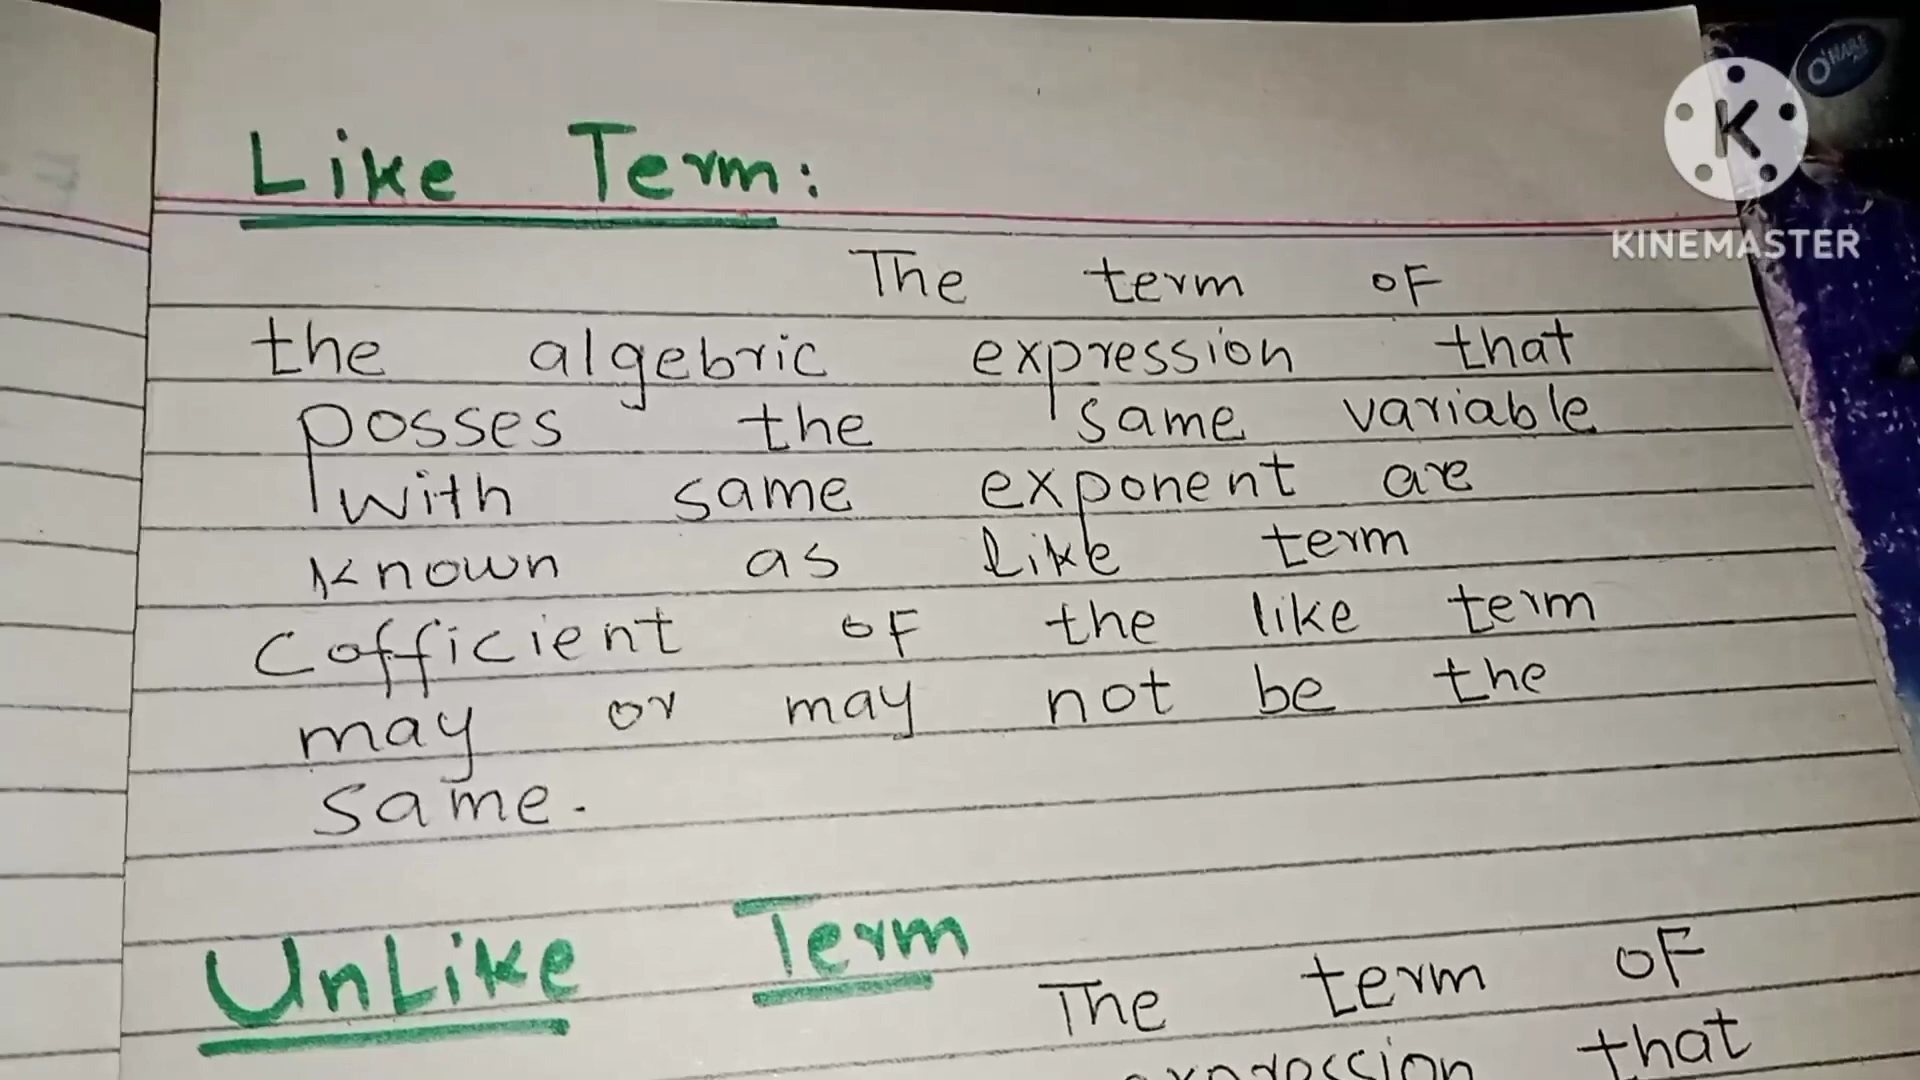 Like Term:
The term of
the algebric expression that
posses the same variable
with same exponent are
known as like term
Cofficient of the like term
may or may not be the
same.
UnLike Term
The term of
expression that
K
KINEMASTER
O'HARE